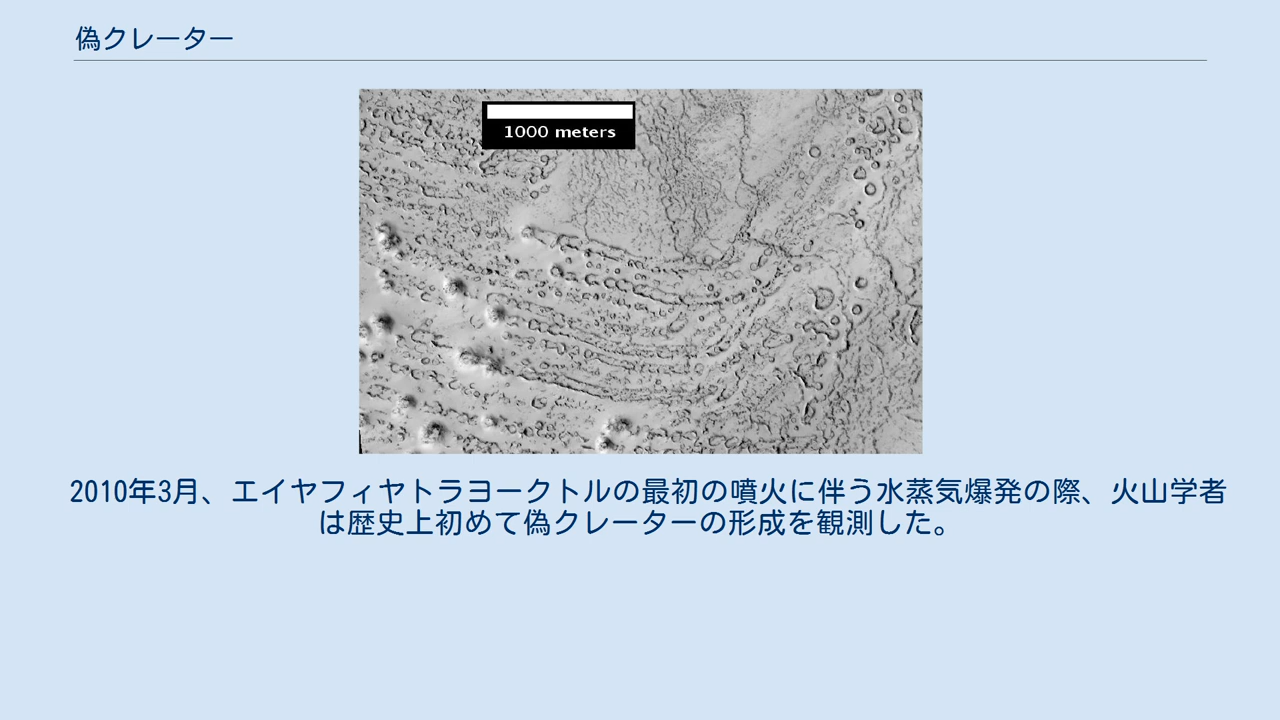 偽クレーター
1000 meters
2010年3月、エイヤフィヤトラヨークトルの最初の噴火に伴う水蒸気爆発の際、火山学者
は歴史上初めて偽クレーターの形成を観測した。